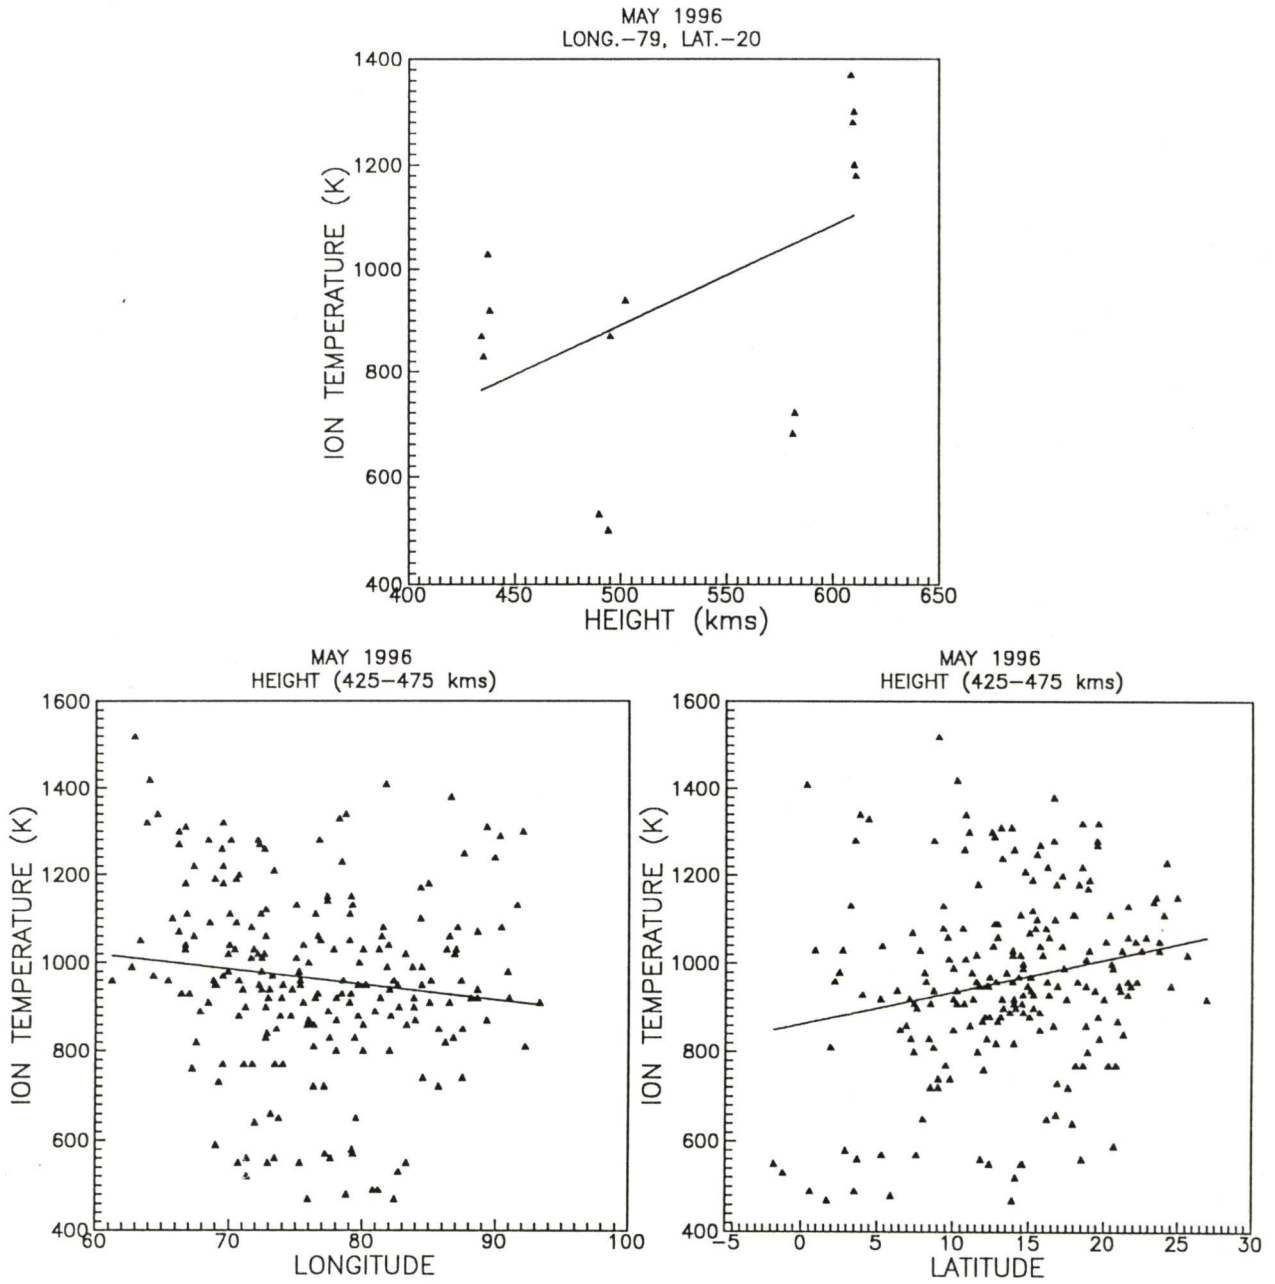 MAY 1996
LONG.-79, LAT.-20
1400
1200
1000
800
600
400
ION TEMPERATURE (K)
400 450 500 550 600 650
HEIGHT (kms)
MAY 1996
HEIGHT (425-475 kms)
1600
1400
1200
1000
800
600
400
ION TEMPERATURE (K)
60 70 80 90 100
LONGITUDE
MAY 1996
HEIGHT (425-475 kms)
1600
1400
1200
1000
800
600
400
ION TEMPERATURE (K)
-5 0 5 10 15 20 25 30
LATITUDE